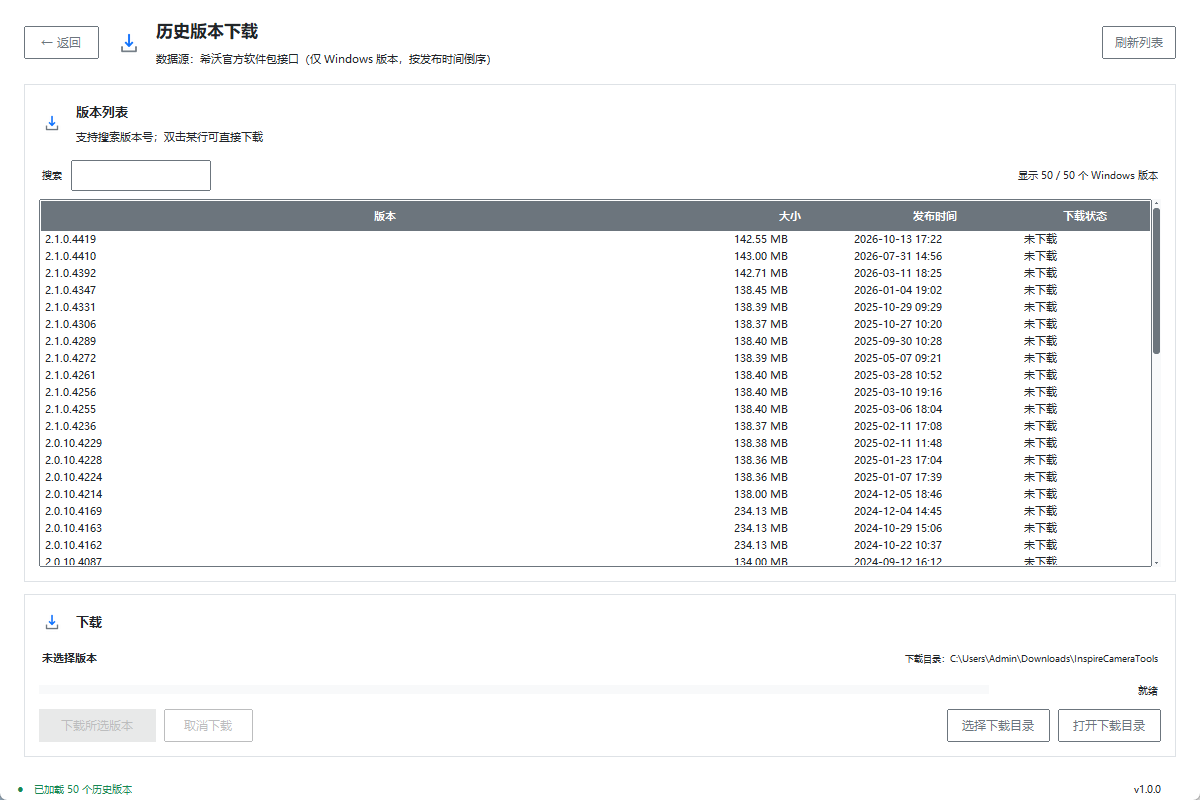 ← 返回
历史版本下载
数据源：希沃官方软件包接口（仅 Windows 版本，按发布时间倒序）
刷新列表
版本列表
支持搜索版本号；双击某行可直接下载
搜索
显示 50 / 50 个 Windows 版本
版本 大小 发布时间 下载状态
2.1.0.4419 142.55 MB 2026-10-13 17:22 未下载
2.1.0.4410 143.00 MB 2026-07-31 14:56 未下载
2.1.0.4392 142.71 MB 2026-03-11 18:25 未下载
2.1.0.4347 138.45 MB 2026-01-04 19:02 未下载
2.1.0.4331 138.39 MB 2025-10-29 09:29 未下载
2.1.0.4306 138.37 MB 2025-10-27 10:20 未下载
2.1.0.4289 138.40 MB 2025-09-30 10:28 未下载
2.1.0.4272 138.39 MB 2025-05-07 09:21 未下载
2.1.0.4261 138.40 MB 2025-03-28 10:52 未下载
2.1.0.4256 138.40 MB 2025-03-10 19:16 未下载
2.1.0.4255 138.40 MB 2025-03-06 18:04 未下载
2.1.0.4236 138.37 MB 2025-02-11 17:08 未下载
2.0.10.4229 138.38 MB 2025-02-11 11:48 未下载
2.0.10.4228 138.36 MB 2025-01-23 17:04 未下载
2.0.10.4224 138.36 MB 2025-01-07 17:39 未下载
2.0.10.4214 138.00 MB 2024-12-05 18:46 未下载
2.0.10.4169 234.13 MB 2024-12-04 14:45 未下载
2.0.10.4163 234.13 MB 2024-10-29 15:06 未下载
2.0.10.4162 234.13 MB 2024-10-22 10:37 未下载
2.0.10.4087 134.00 MB 2024-09-12 16:12 未下载
下载
未选择版本
下载目录：C:\Users\Admin\Downloads\InspireCameraTools
就绪
下载所选版本
取消下载
选择下载目录
打开下载目录
已加载 50 个历史版本
v1.0.0